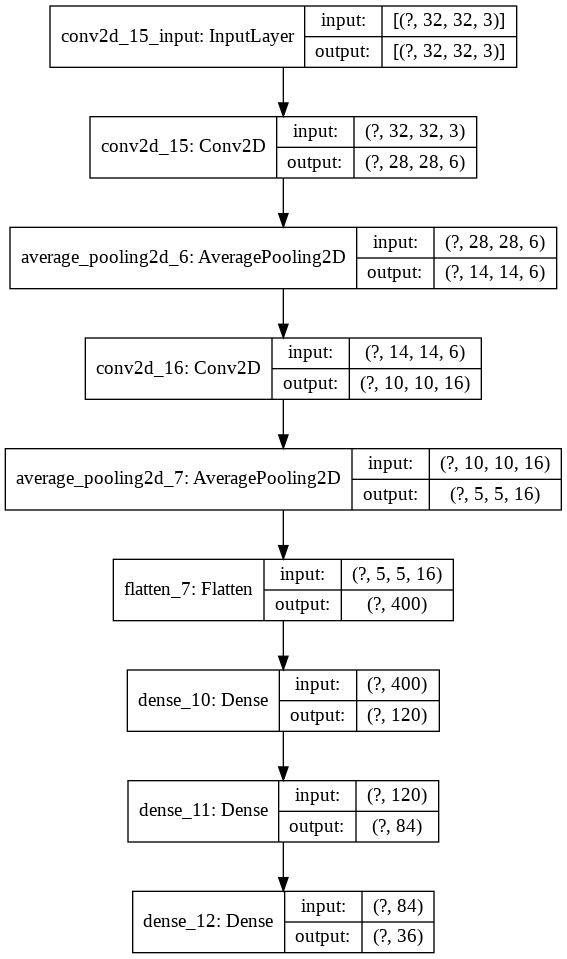 conv2d_15_input: InputLayer
input:
[(?, 32, 32, 3)]
output:
[(?, 32, 32, 3)]
conv2d_15: Conv2D
input:
(?, 32, 32, 3)
output:
(?, 28, 28, 6)
average_pooling2d_6: AveragePooling2D
input:
(?, 28, 28, 6)
output:
(?, 14, 14, 6)
conv2d_16: Conv2D
input:
(?, 14, 14, 6)
output:
(?, 10, 10, 16)
average_pooling2d_7: AveragePooling2D
input:
(?, 10, 10, 16)
output:
(?, 5, 5, 16)
flatten_7: Flatten
input:
(?, 5, 5, 16)
output:
(?, 400)
dense_10: Dense
input:
(?, 400)
output:
(?, 120)
dense_11: Dense
input:
(?, 120)
output:
(?, 84)
dense_12: Dense
input:
(?, 84)
output:
(?, 36)